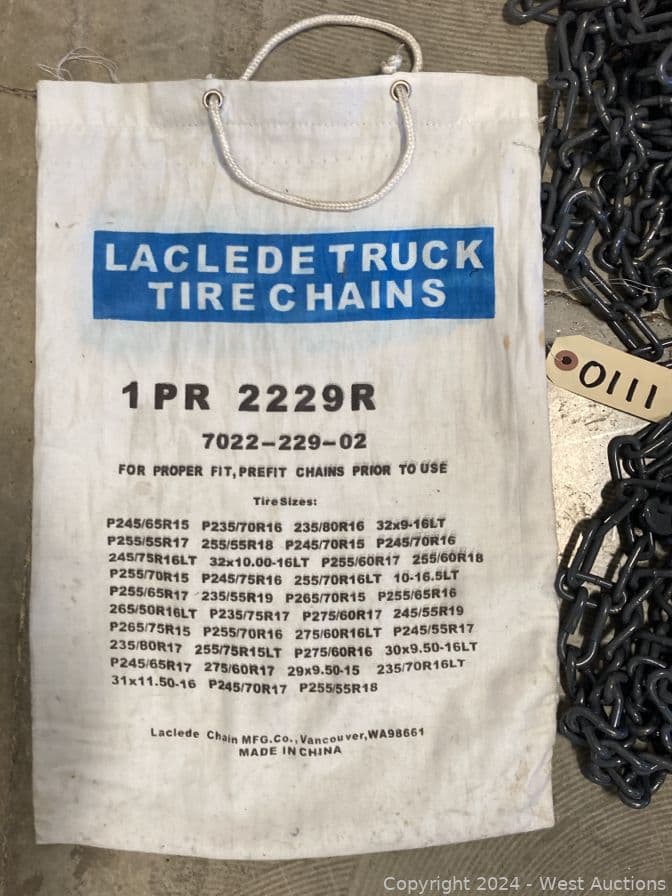 LACLEDE TRUCK
TIRE CHAINS
1 PR 2229R
7022-229-02
FOR PROPER FIT, PREFIT CHAINS PRIOR TO USE
Tire Sizes:
P245/65R15 P235/70R16 235/80R16 32x9-16LT
P255/55R17 255/55R18 P245/70R15 P245/70R16
245/75R16LT 32x10.00-16LT P255/60R17 255/60R18
P255/70R15 P245/75R16 255/70R16LT 10-16.5LT
P255/65R17 235/55R19 P265/70R15 P255/65R16
265/50R16LT P235/75R17 P275/60R17 245/55R19
P265/75R15 P255/70R16 275/60R16LT P245/55R17
235/80R17 255/75R15LT P275/60R16 30x9.50-16LT
P245/65R17 275/60R17 29x9.50-15 235/70R16LT
31x11.50-16 P245/70R17 P255/55R18
Laclede Chain MFG.Co., Vancouver, WA98661
MADE IN CHINA
0111
Copyright 2024 - West Auctions